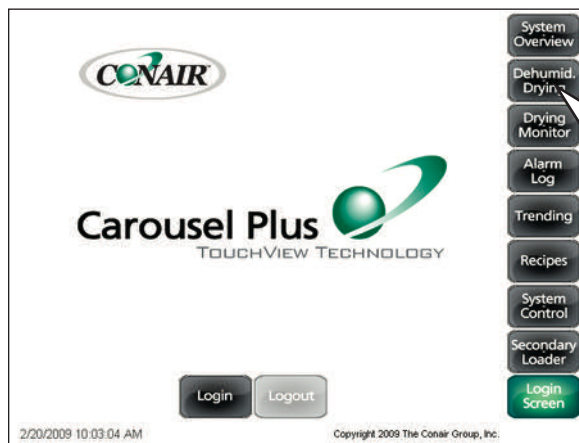 CONAIR
Carousel Plus
TOUCHVIEW TECHNOLOGY
Login
Logout
2/20/2009 10:03:04 AM
Copyright 2009 The Conair Group, Inc.
System
Overview
Dehumid.
Drying
Drying
Monitor
Alarm
Log
Trending
Recipes
System
Control
Secondary
Loader
Login
Screen